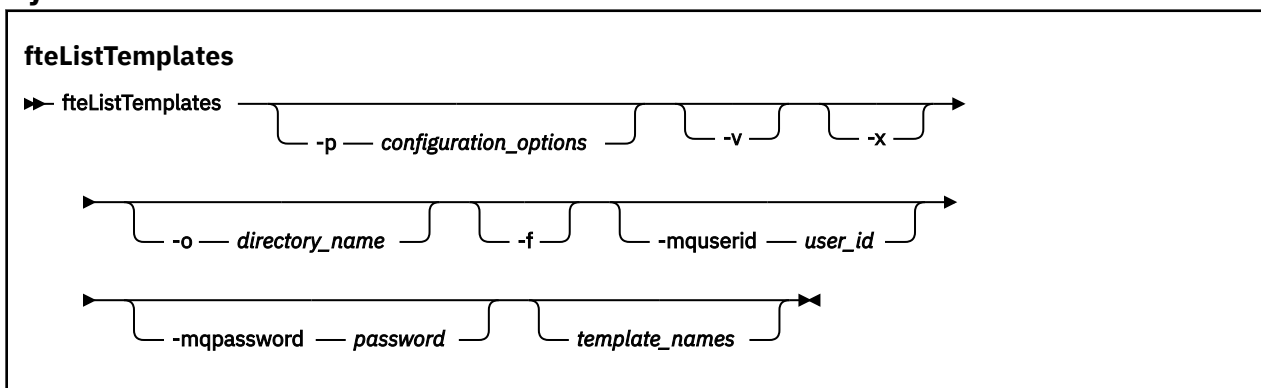 fteListTemplates
fteListTemplates
-p configuration_options -v -x
-o directory_name -f -mquserid user_id
-mqpassword password template_names